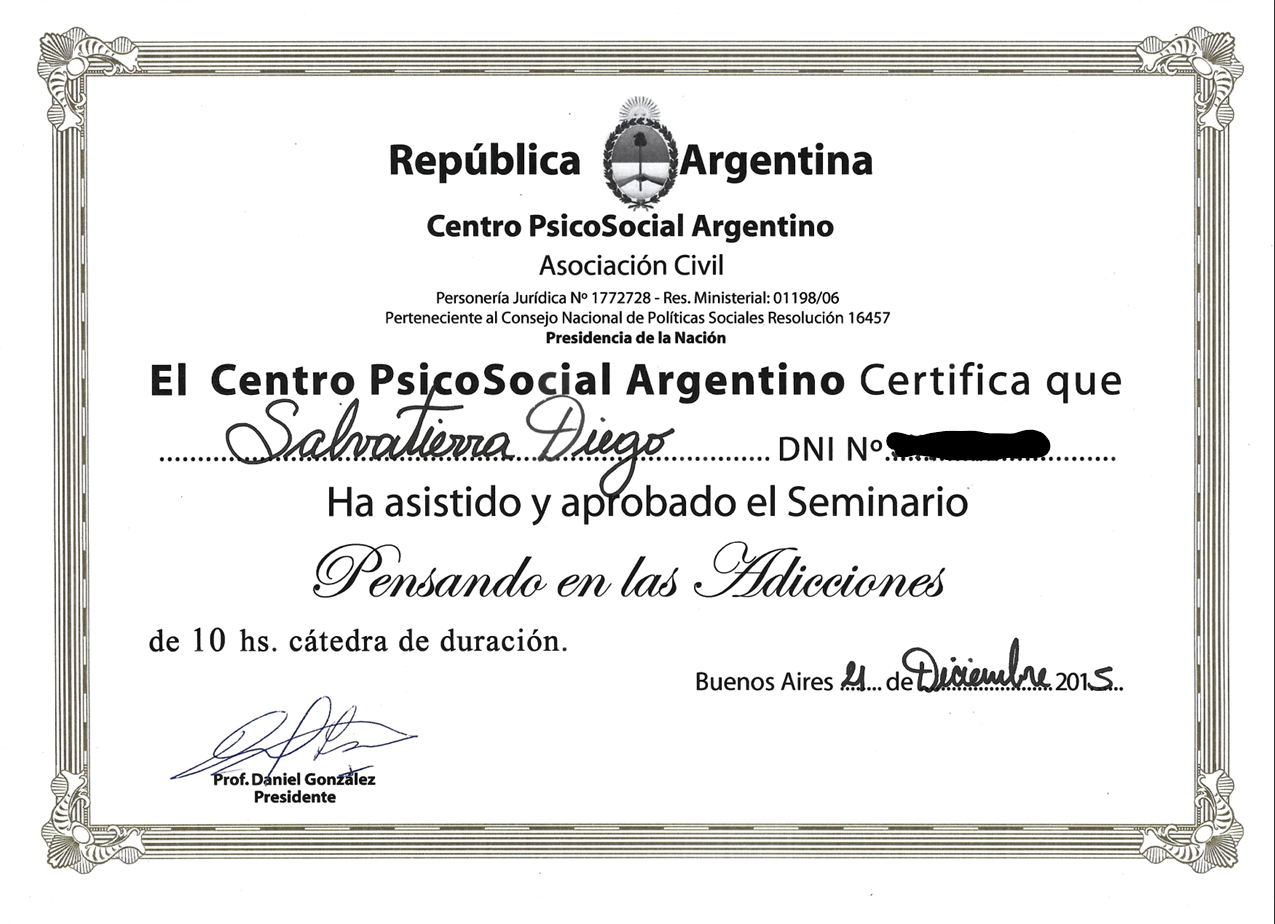 República Argentina
Centro PsicoSocial Argentino
Asociación Civil
Personería Jurídica Nº 1772728 - Res. Ministerial: 01198/06
Perteneciente al Consejo Nacional de Políticas Sociales Resolución 16457
Presidencia de la Nación
El Centro PsicoSocial Argentino Certifica que
Salvatierra Diego DNI Nº
Ha asistido y aprobado el Seminario
Pensando en las Adicciones
de 10 hs. cátedra de duración.
Buenos Aires 21 de Diciembre 2015
Prof. Daniel González
Presidente